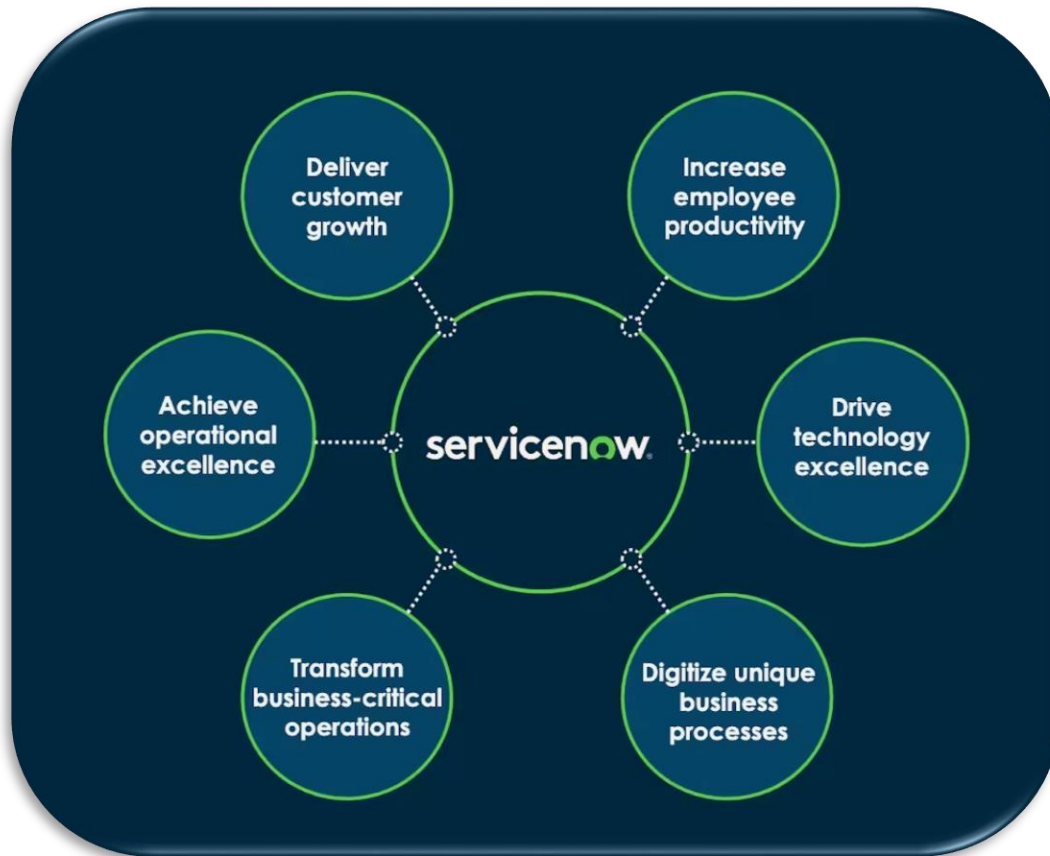 Deliver
customer
growth
Increase
employee
productivity
Achieve
operational
excellence
servicenow.
Drive
technology
excellence
Transform
business-critical
operations
Digitize unique
business
processes